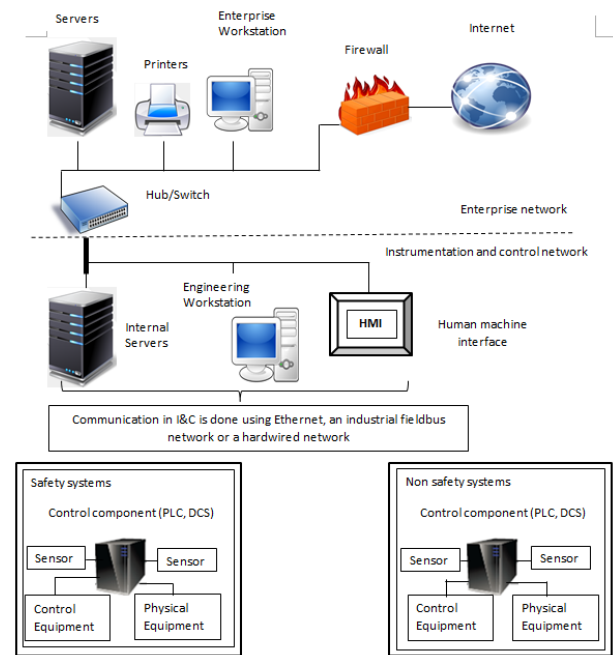 Servers
Enterprise
Workstation
Printers
Firewall
Internet
Hub/Switch
Enterprise network
Instrumentation and control network
Engineering
Workstation
Internal
Servers
HMI
Human machine
interface
Communication in I&C is done using Ethernet, an industrial fieldbus
network or a hardwired network
Safety systems
Control component (PLC, DCS)
Sensor
Sensor
Control
Equipment
Physical
Equipment
Non safety systems
Control component (PLC, DCS)
Sensor
Sensor
Control
Equipment
Physical
Equipment